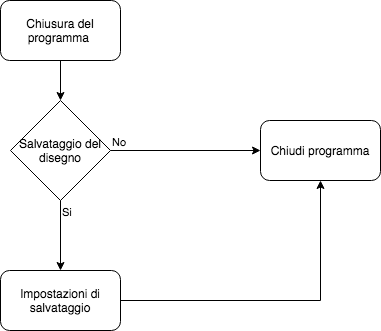 Chiusura del
programma
Salvataggio del
disegno
No
Chiudi programma
Si
Impostazioni di
salvataggio